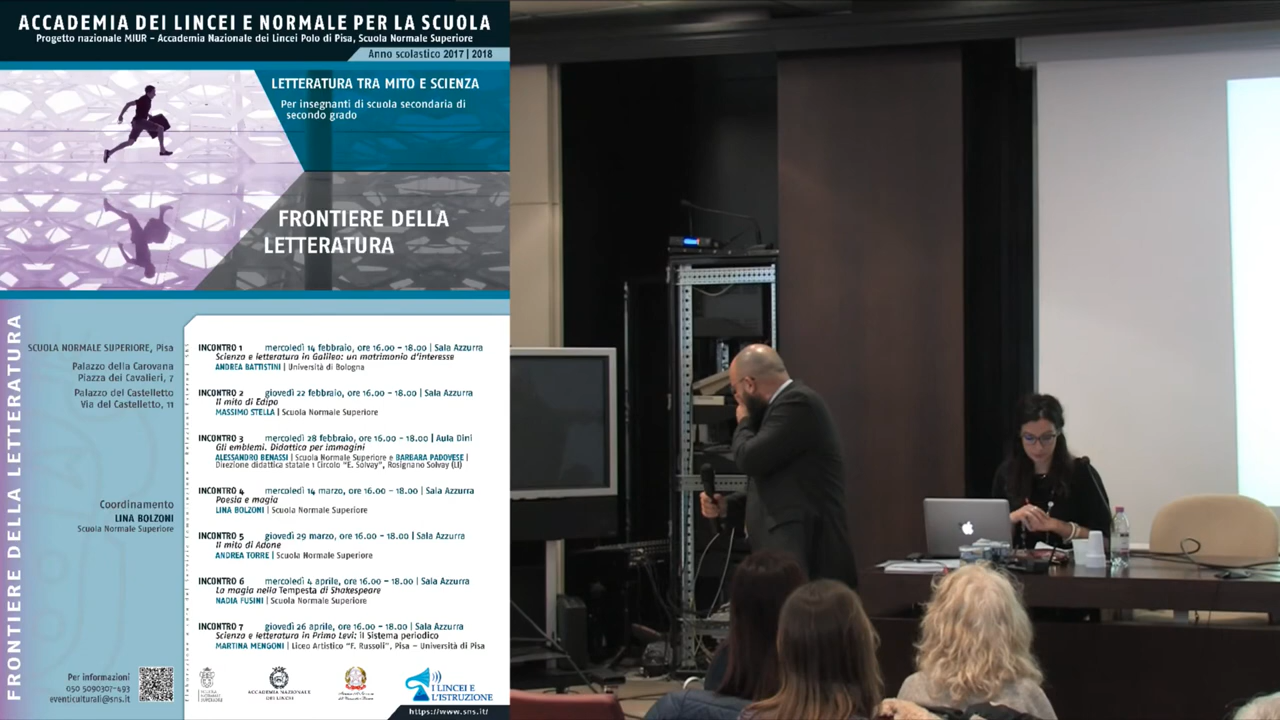 ACCADEMIA DEI LINCEI E NORMALE PER LA SCUOLA
Progetto nazionale MIUR – Accademia Nazionale dei Lincei Polo di Pisa, Scuola Normale Superiore
Anno scolastico 2017 | 2018
LETTERATURA TRA MITO E SCIENZA
Per insegnanti di scuola secondaria di
secondo grado
FRONTIERE DELLA
LETTERATURA
SCUOLA NORMALE SUPERIORE, Pisa
Palazzo della Carovana
Piazza dei Cavalieri, 7
Palazzo del Castelletto
Via del Castelletto, 11
Coordinamento
LINA BOLZONI
Scuola Normale Superiore
Per informazioni
050 5090307-493
eventiculturali@sns.it
INCONTRO 1 mercoledì 14 febbraio, ore 16.00 – 18.00 | Sala Azzurra
Scienza e letteratura in Galileo: un matrimonio d'interesse
ANDREA BATTISTINI | Università di Bologna
INCONTRO 2 giovedì 22 febbraio, ore 16.00 – 18.00 | Sala Azzurra
Il mito di Edipo
MASSIMO STELLA | Scuola Normale Superiore
INCONTRO 3 mercoledì 28 febbraio, ore 16.00 – 18.00 | Aula Dini
Gli emblemi. Didattica per immagini
ALESSANDRO BENASSI | Scuola Normale Superiore e BARBARA PADOVESE |
Direzione didattica statale 1 Circolo "E. Solvay", Rosignano Solvay (LI)
INCONTRO 4 mercoledì 14 marzo, ore 16.00 – 18.00 | Sala Azzurra
Poesia e magia
LINA BOLZONI | Scuola Normale Superiore
INCONTRO 5 giovedì 29 marzo, ore 16.00 – 18.00 | Sala Azzurra
Il mito di Adone
ANDREA TORRE | Scuola Normale Superiore
INCONTRO 6 mercoledì 4 aprile, ore 16.00 – 18.00 | Sala Azzurra
La magia nella Tempesta di Shakespeare
NADIA FUSINI | Scuola Normale Superiore
INCONTRO 7 giovedì 26 aprile, ore 16.00 – 18.00 | Sala Azzurra
Scienza e letteratura in Primo Levi: il Sistema periodico
MARTINA MENGONI | Liceo Artistico "F. Russoli", Pisa – Università di Pisa
SCUOLA
NORMALE
SUPERIORE
ACCADEMIA NAZIONALE
DEI LINCEI
I LINCEI E
L'ISTRUZIONE
https://www.sns.it/